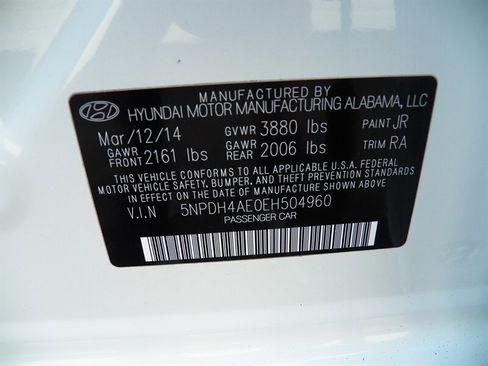 MANUFACTURED BY
HYUNDAI MOTOR MANUFACTURING ALABAMA, LLC
Mar/12/14 GVWR 3880 lbs PAINT JR
GAWR FRONT 2161 lbs GAWR REAR 2006 lbs TRIM RA
THIS VEHICLE CONFORMS TO ALL APPLICABLE U.S.A FEDERAL
MOTOR VEHICLE SAFETY, BUMPER, AND THEFT PREVENTION STANDARDS
IN EFFECT ON THE DATE OF MANUFACTURE SHOWN ABOVE.
V.I.N 5NPDH4AE0EH504960
PASSENGER CAR